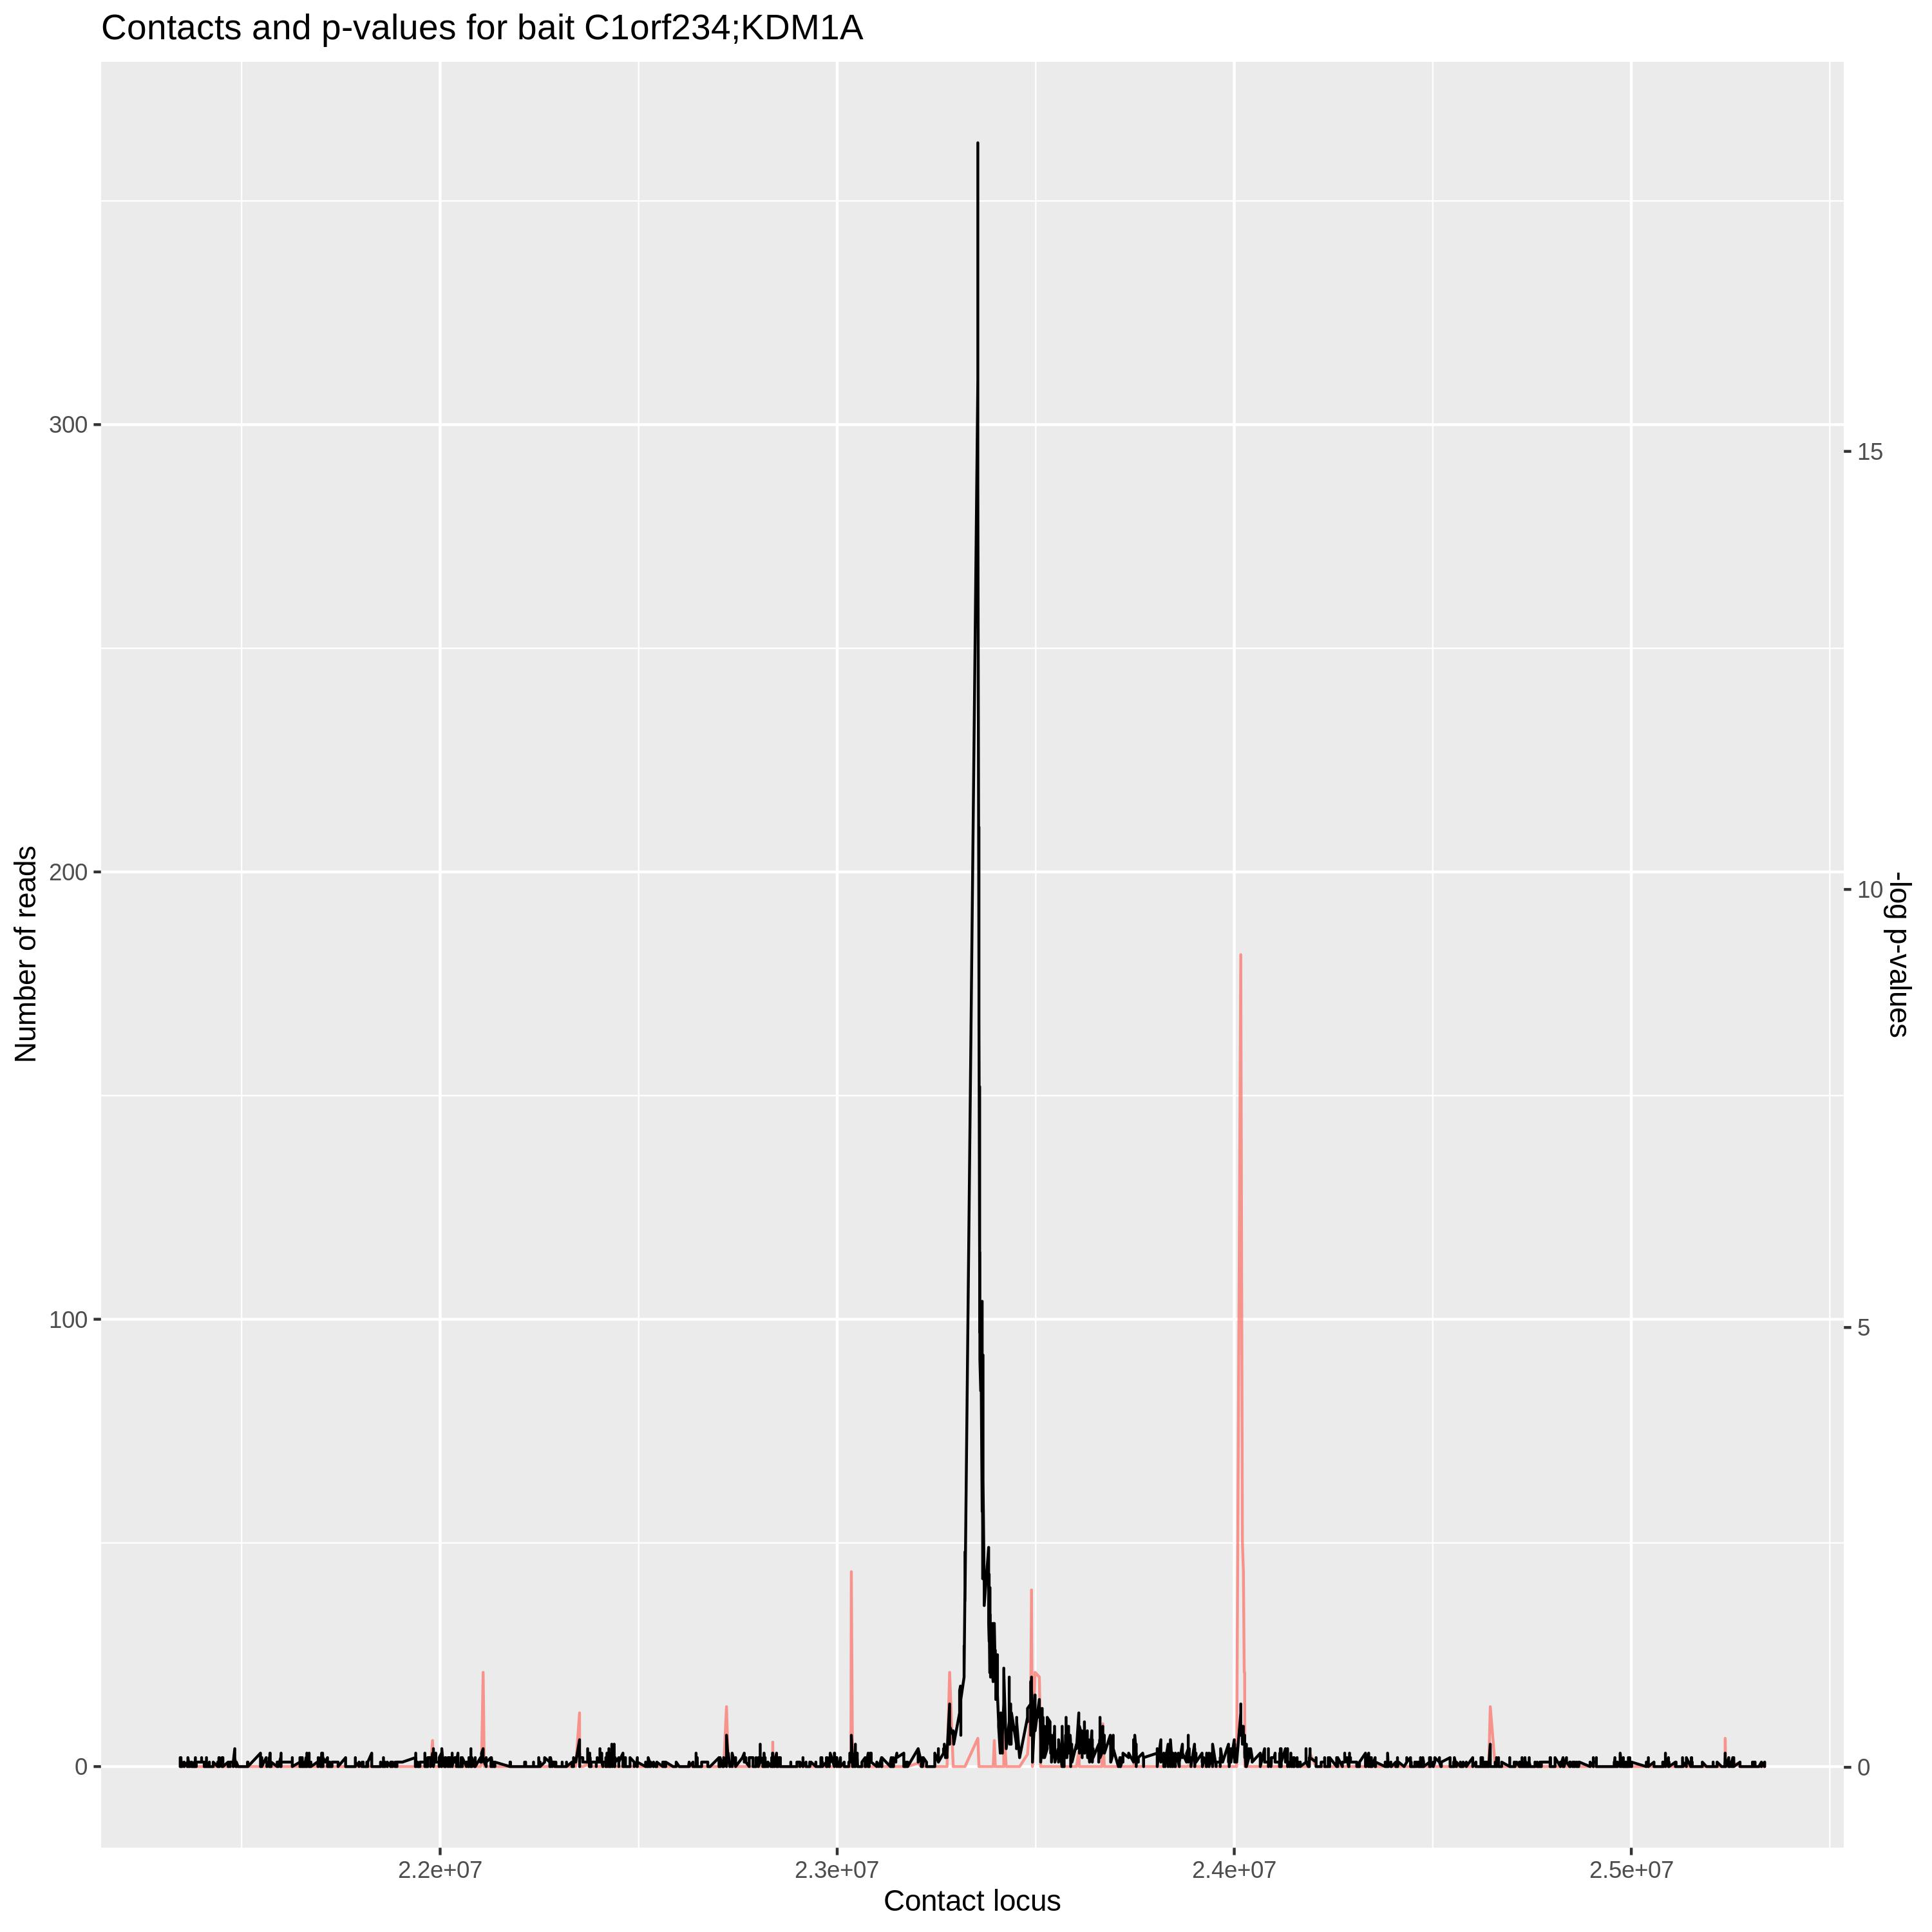 Contacts and p-values for bait C1orf234;KDM1A
Number of reads
300
200
100
0
15
10
5
0
-log p-values
2.2e+07
2.3e+07
2.4e+07
2.5e+07
Contact locus